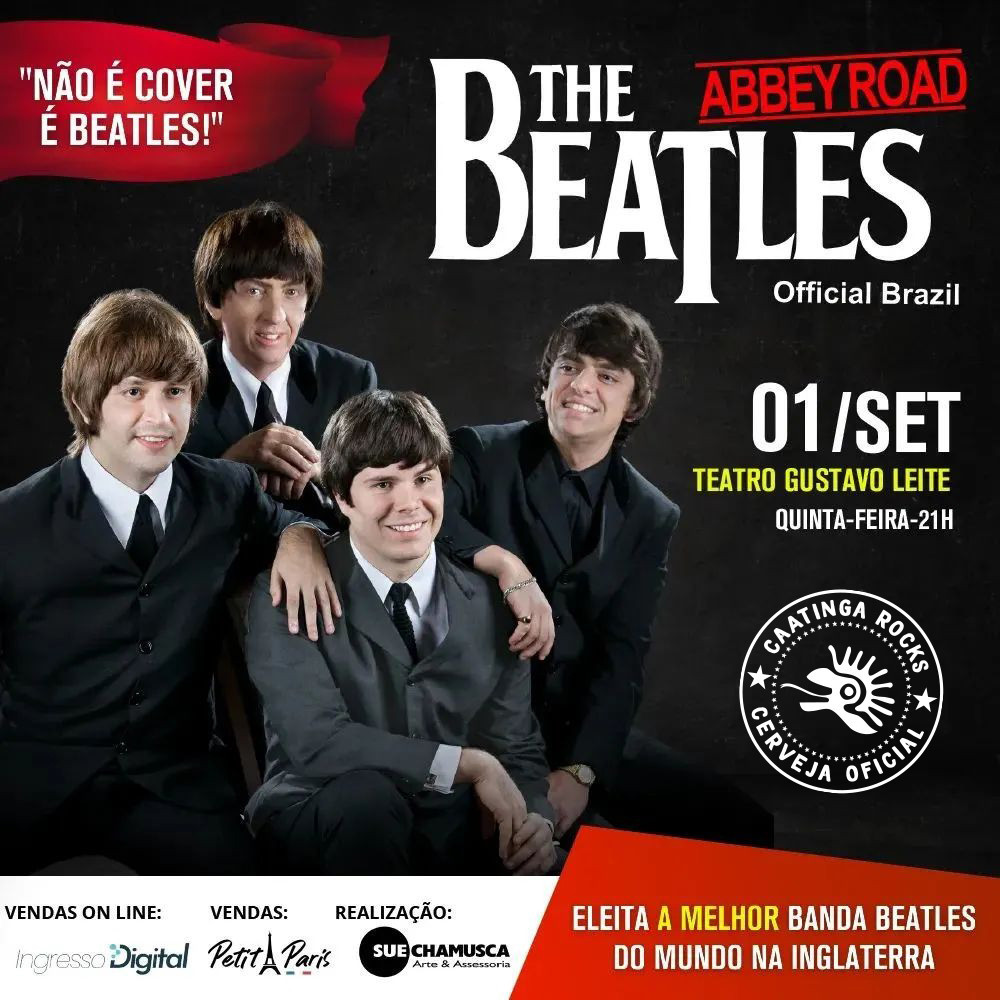 "NÃO É COVER
É BEATLES!"
THE
BEATLES
ABBEY ROAD
Official Brazil
01/SET
TEATRO GUSTAVO LEITE
QUINTA-FEIRA-21H
CAATINGA ROCKS
CERVEJA OFICIAL
VENDAS ON LINE:
Ingresso Digital
VENDAS:
Petit Paris
REALIZAÇÃO:
SUE CHAMUSCA
Arte & Assessoria
ELEITA A MELHOR BANDA BEATLES
DO MUNDO NA INGLATERRA